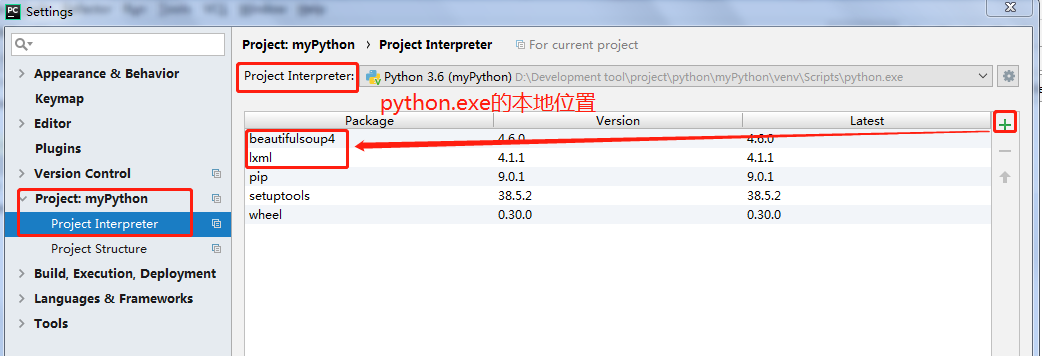 PC Settings
Project: myPython › Project Interpreter For current project
Appearance & Behavior
Keymap
Editor
Plugins
Version Control
Project: myPython
Project Interpreter
Project Structure
Build, Execution, Deployment
Languages & Frameworks
Tools
Project Interpreter: Python 3.6 (myPython) D:\Development tool\project\python\myPython\venv\Scripts\python.exe
python.exe的本地位置
Package Version Latest
beautifulsoup4 4.6.0 4.6.0
lxml 4.1.1 4.1.1
pip 9.0.1 9.0.1
setuptools 38.5.2 38.5.2
wheel 0.30.0 0.30.0